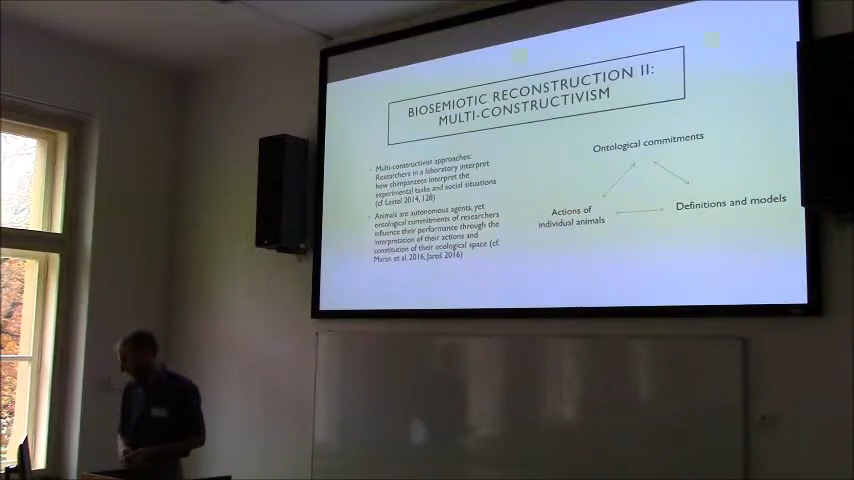 BIOSEMIOTIC RECONSTRUCTION II:
MULTI-CONSTRUCTIVISM
Multi-constructivist approaches:
Researchers in a laboratory interpret
how chimpanzees interpret the
experimental tasks and social situations
(cf. Lestel 2014, 128)
Animals are autonomous agents, yet
ontological commitments of researchers
influence their performance through the
interpretation of their actions and
constitution of their ecological space (cf.
Maran et al. 2016, Jaroš 2016)
Ontological commitments
Actions of
individual animals
Definitions and models